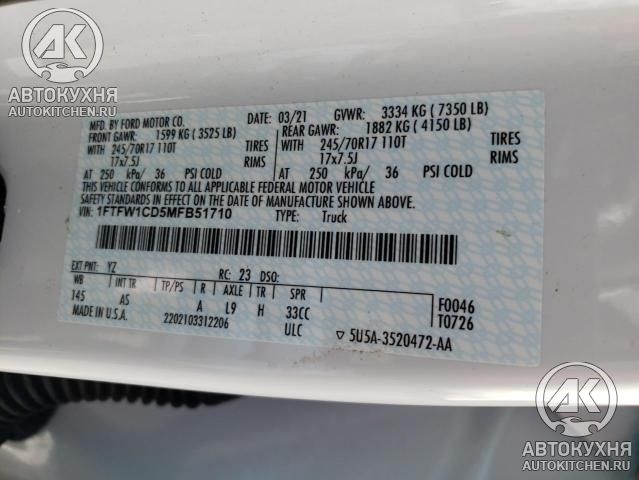 АВТОКУХНЯ
AUTOKITCHEN.RU
MFD. BY FORD MOTOR CO.
DATE: 03/21 GVWR: 3334 KG ( 7350 LB)
FRONT GAWR: 1599 KG ( 3525 LB)
REAR GAWR: 1882 KG ( 4150 LB)
WITH 245/70R17 110T TIRES
WITH 245/70R17 110T TIRES
17x7.5J RIMS
17x7.5J RIMS
AT 250 kPa/ 36 PSI COLD
AT 250 kPa/ 36 PSI COLD
THIS VEHICLE CONFORMS TO ALL APPLICABLE FEDERAL MOTOR VEHICLE
SAFETY STANDARDS IN EFFECT ON THE DATE OF MANUFACTURE SHOWN ABOVE.
VIN: 1FTFW1CD5MFB51710 TYPE: Truck
EXT PNT: YZ RC: 23 DSO:
WB INT TR TP/PS R AXLE TR SPR
145 AS A L9 H 33CC F0046
MADE IN U.S.A. 2202103312206 ULC T0726
▽ 5U5A-3520472-AA
АК
АВТОКУХНЯ
AUTOKITCHEN.RU